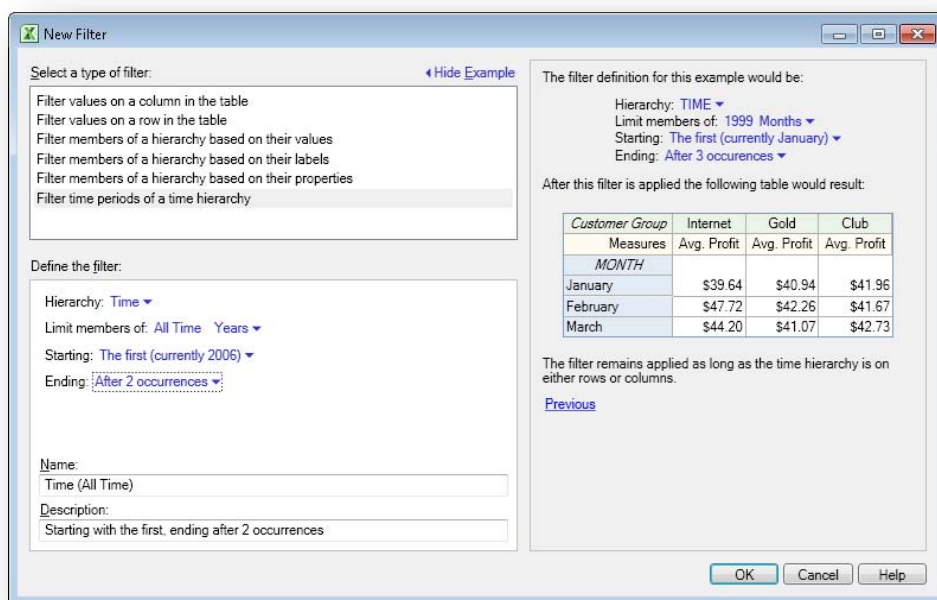 New Filter
Select a type of filter:
Hide Example
Filter values on a column in the table
Filter values on a row in the table
Filter members of a hierarchy based on their values
Filter members of a hierarchy based on their labels
Filter members of a hierarchy based on their properties
Filter time periods of a time hierarchy
Define the filter:
Hierarchy: Time
Limit members of: All Time Years
Starting: The first (currently 2006)
Ending: After 2 occurrences
Name:
Time (All Time)
Description:
Starting with the first, ending after 2 occurrences
The filter definition for this example would be:
Hierarchy: TIME
Limit members of: 1999 Months
Starting: The first (currently January)
Ending: After 3 occurences
After this filter is applied the following table would result:
Customer Group Internet Gold Club
Measures Avg. Profit Avg. Profit Avg. Profit
MONTH
January $39.64 $40.94 $41.96
February $47.72 $42.26 $41.67
March $44.20 $41.07 $42.73
The filter remains applied as long as the time hierarchy is on
either rows or columns.
Previous
OK Cancel Help